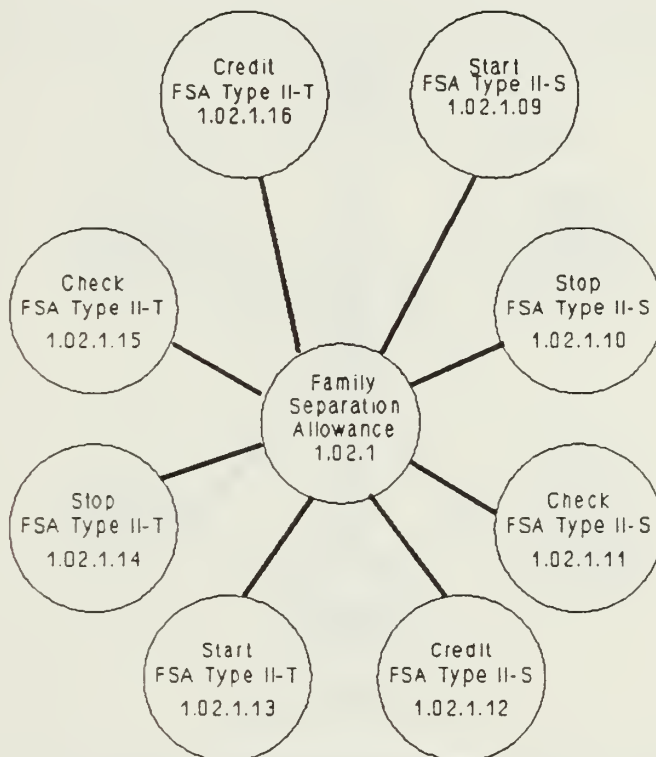 Credit
FSA Type II-T
1.02.1.16
Start
FSA Type II-S
1.02.1.09
Check
FSA Type II-T
1.02.1.15
Stop
FSA Type II-S
1.02.1.10
Family
Separation
Allowance
1.02.1
Stop
FSA Type II-T
1.02.1.14
Check
FSA Type II-S
1.02.1.11
Start
FSA Type II-T
1.02.1.13
Credit
FSA Type II-S
1.02.1.12